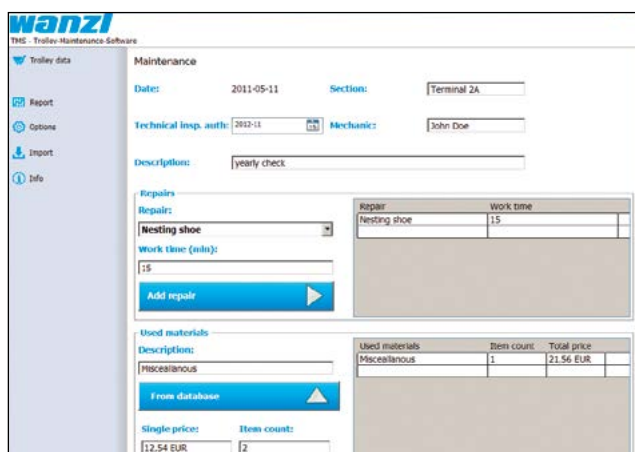 wanzl
TMS - Trolley-Maintenance-Software
Trolley data
Report
Options
Import
Info
Maintenance
Date: 2011-05-11 Section: Terminal 2A
Technical insp. auth: 2012-11 15 Mechanic: John Doe
Description: yearly check
Repairs
Repair:
Nesting shoe
Work time (min):
15
Add repair
Repair Work time
Nesting shoe 15
Used materials
Description:
Misceallanous
From database
Single price: Item count:
12.54 EUR 2
Used materials Item count Total price
Misceallanous 1 21.56 EUR